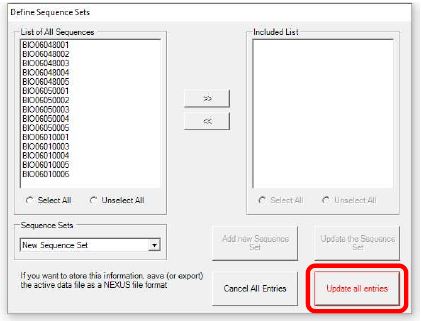 Define Sequence Sets
List of All Sequences
BIO06048001
BIO06048002
BIO06048003
BIO06048004
BIO06048005
BIO06050001
BIO06050002
BIO06050003
BIO06050004
BIO06050005
BIO06010001
BIO06010003
BIO06010004
BIO06010005
BIO06010006
Select All
Unselect All
>>
<<
Included List
Select All
Unselect All
Sequence Sets
New Sequence Set
If you want to store this information, save (or export)
the active data file as a NEXUS file format
Add new Sequence
Set
Update the Sequence
Set
Cancel All Entries
Update all entries